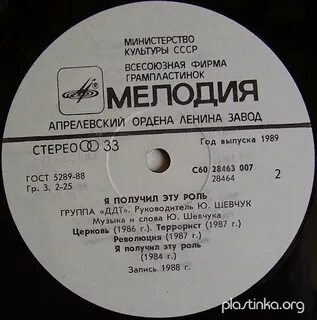 МИНИСТЕРСТВО
КУЛЬТУРЫ СССР
ВСЕСОЮЗНАЯ ФИРМА
ГРАМПЛАСТИНОК
МЕЛОДИЯ
АПРЕЛЕВСКИЙ ОРДЕНА ЛЕНИНА ЗАВОД
СТЕРЕО 33
Год выпуска 1989
ГОСТ 5289-88
Гр. 3. 2-25
С60 28463 007
28464
2
Я ПОЛУЧИЛ ЭТУ РОЛЬ
ГРУППА «ДДТ». Руководитель Ю. ШЕВЧУК
Музыка и слова Ю. Шевчука
Церковь (1986 г.). Террорист (1987 г.)
Революция (1987 г.)
Я получил эту роль
(1984 г.)
Запись 1988 г.
plastinka.org